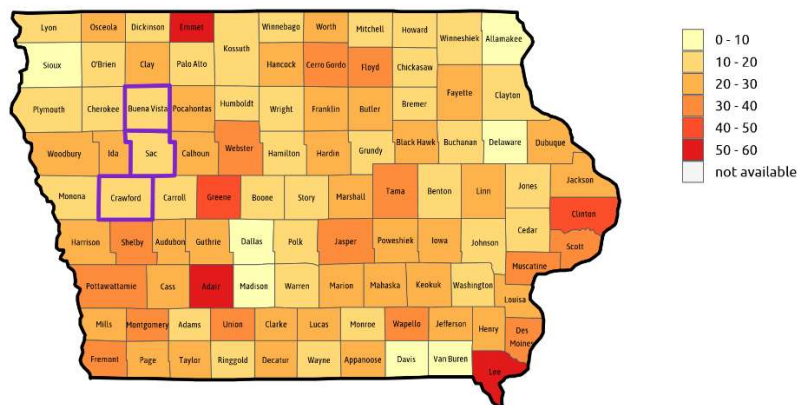 Lyon Osceola Dickinson Emmet Winnebago Worth Mitchell Howard Winneshiek Allamakee
Kossuth
Sioux O'Brien Clay Palo Alto Hancock Cerro Gordo Floyd Chickasaw
Plymouth Cherokee Buena Vista Pocahontas Humboldt Wright Franklin Butler Bremer Fayette Clayton
Woodbury Ida Sac Calhoun Webster Hamilton Hardin Grundy Black Hawk Buchanan Delaware Dubuque
Monona Crawford Carroll Greene Boone Story Marshall Tama Benton Linn Jones Jackson
Clinton
Cedar
Harrison Shelby Audubon Guthrie Dallas Polk Jasper Poweshiek Iowa Johnson Scott
Muscatine
Pottawattamie Cass Adair Madison Warren Marion Mahaska Keokuk Washington
Louisa
Mills Montgomery Adams Union Clarke Lucas Monroe Wapello Jefferson Henry Des
Moines
Fremont Page Taylor Ringgold Decatur Wayne Appanoose Davis Van Buren Lee
0 - 10
10 - 20
20 - 30
30 - 40
40 - 50
50 - 60
not available